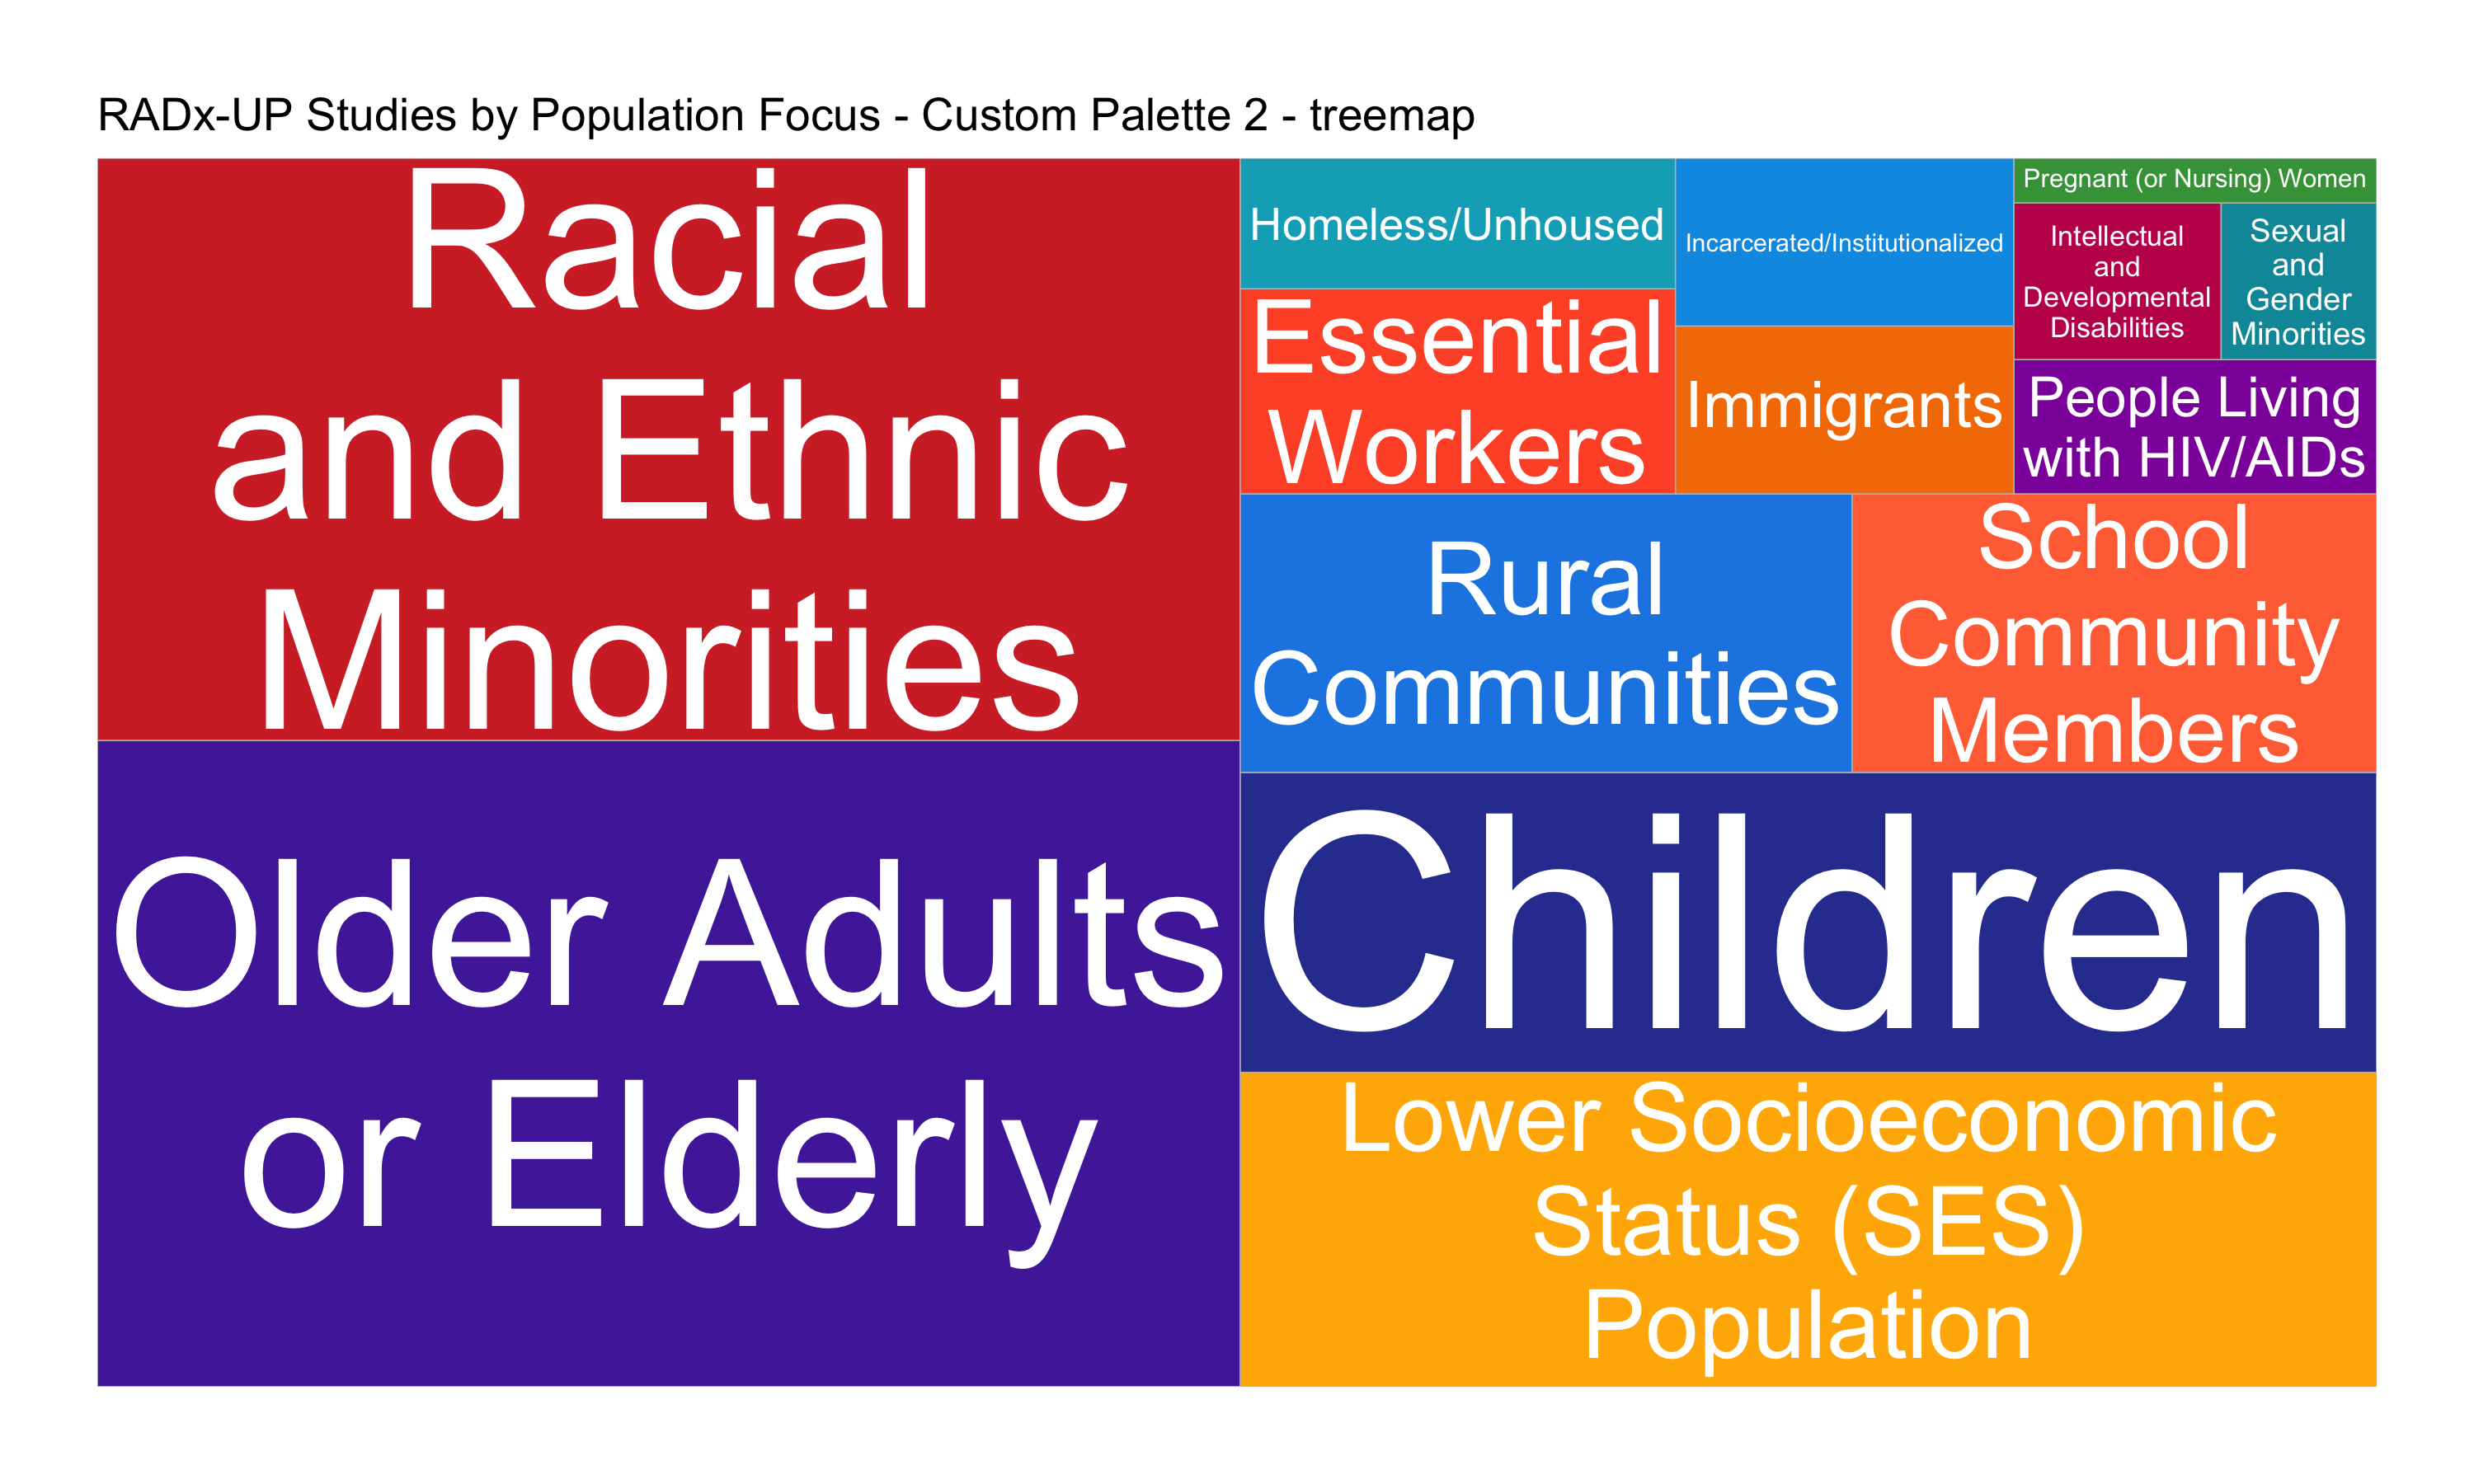 RADx-UP Studies by Population Focus - Custom Palette 2 - treemap
Racial
and Ethnic
Minorities
Older Adults
or Elderly
Homeless/Unhoused
Essential
Workers
Incarcerated/Institutionalized
Immigrants
Pregnant (or Nursing) Women
Intellectual
and
Developmental
Disabilities
Sexual
and
Gender
Minorities
People Living
with HIV/AIDs
Rural
Communities
School
Community
Members
Children
Lower Socioeconomic
Status (SES)
Population